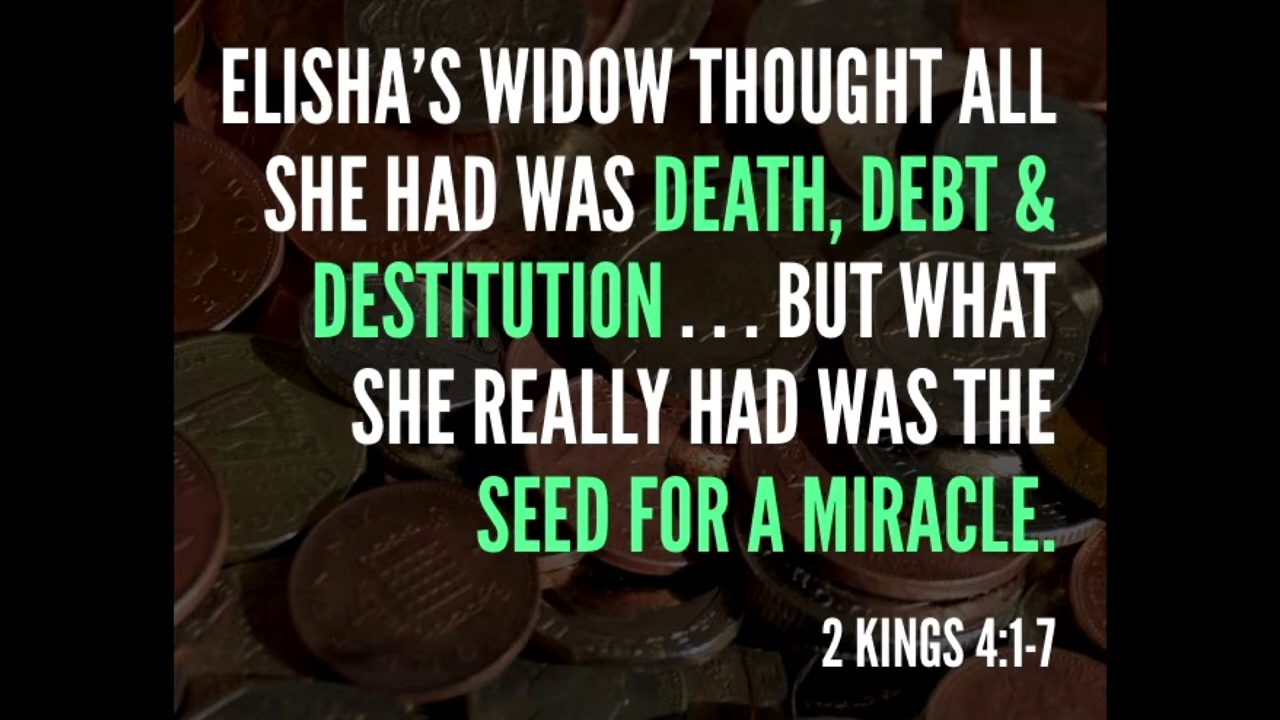 ELISHA’S WIDOW THOUGHT ALL
SHE HAD WAS DEATH, DEBT &
DESTITUTION . . . BUT WHAT
SHE REALLY HAD WAS THE
SEED FOR A MIRACLE.
2 KINGS 4:1-7